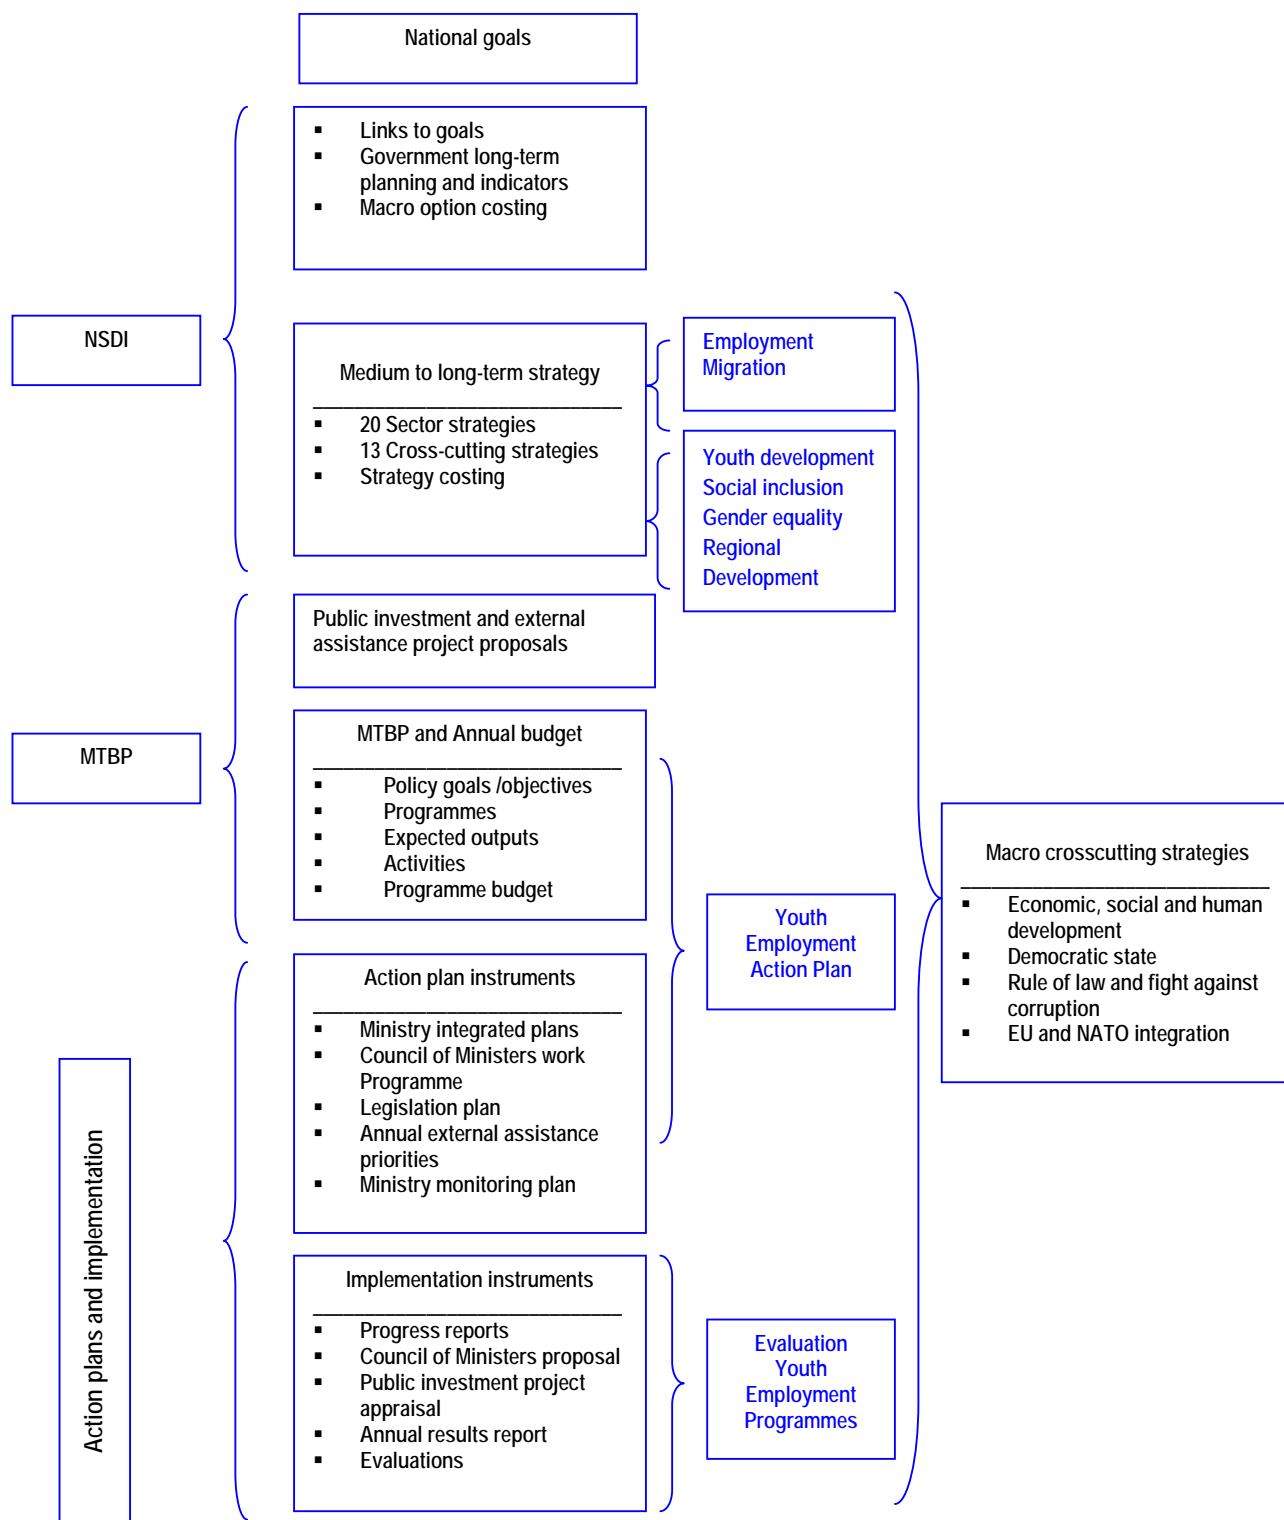 National goals
▪ Links to goals
▪ Government long-term
planning and indicators
▪ Macro option costing
NSDI
Medium to long-term strategy
▪ 20 Sector strategies
▪ 13 Cross-cutting strategies
▪ Strategy costing
Employment
Migration
Youth development
Social inclusion
Gender equality
Regional
Development
Public investment and external
assistance project proposals
MTBP
MTBP and Annual budget
▪ Policy goals /objectives
▪ Programmes
▪ Expected outputs
▪ Activities
▪ Programme budget
Action plans and implementation
Action plan instruments
▪ Ministry integrated plans
▪ Council of Ministers work
Programme
▪ Legislation plan
▪ Annual external assistance
priorities
▪ Ministry monitoring plan
Youth
Employment
Action Plan
Implementation instruments
▪ Progress reports
▪ Council of Ministers proposal
▪ Public investment project
appraisal
▪ Annual results report
▪ Evaluations
Evaluation
Youth
Employment
Programmes
Macro crosscutting strategies
▪ Economic, social and human
development
▪ Democratic state
▪ Rule of law and fight against
corruption
▪ EU and NATO integration